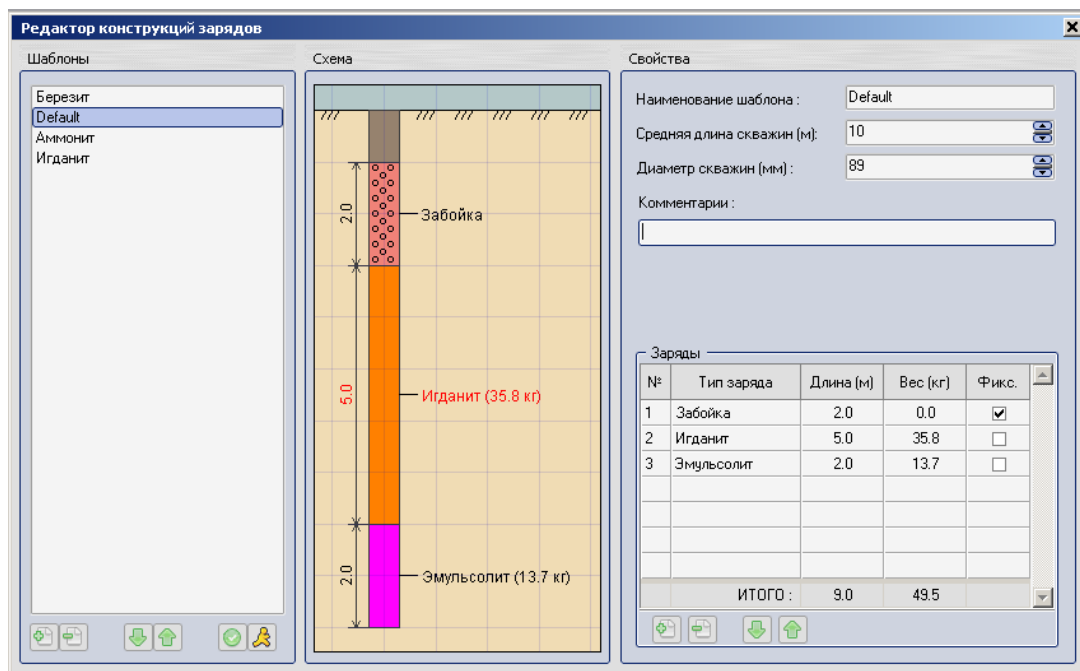 Редактор конструкций зарядов
Шаблоны
Березит
Default
Аммонит
Игданит
Схема
2.0
Забойка
5.0
Игданит (35.8 кг)
2.0
Эмульсолит (13.7 кг)
Свойства
Наименование шаблона : Default
Средняя длина скважин (м): 10
Диаметр скважин (мм) : 89
Комментарии :
Заряды
№ Тип заряда Длина (м) Вес (кг) Фикс.
1 Забойка 2.0 0.0
2 Игданит 5.0 35.8
3 Эмульсолит 2.0 13.7
ИТОГО : 9.0 49.5